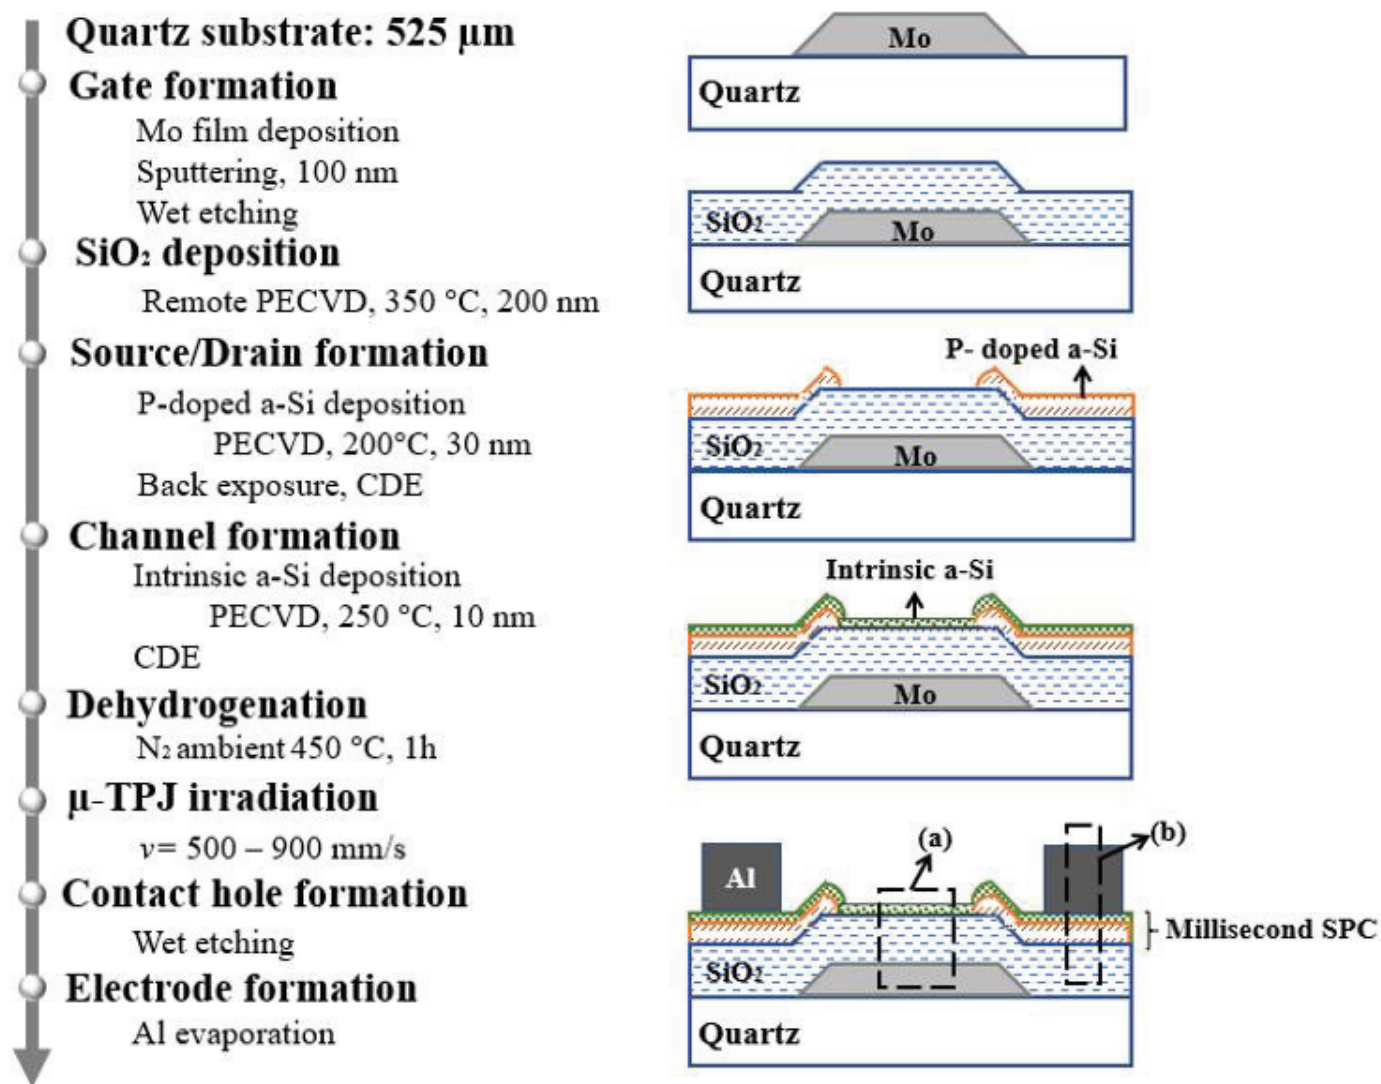 Quartz substrate: 525 μm
Gate formation
Mo film deposition
Sputtering, 100 nm
Wet etching
SiO₂ deposition
Remote PECVD, 350 °C, 200 nm
Source/Drain formation
P-doped a-Si deposition
PECVD, 200°C, 30 nm
Back exposure, CDE
Channel formation
Intrinsic a-Si deposition
PECVD, 250 °C, 10 nm
CDE
Dehydrogenation
N₂ ambient 450 °C, 1h
μ-TPJ irradiation
v= 500 – 900 mm/s
Contact hole formation
Wet etching
Electrode formation
Al evaporation
Mo
Quartz
SiO₂
Mo
Quartz
P- doped a-Si
SiO₂
Mo
Quartz
Intrinsic a-Si
SiO₂
Mo
Quartz
(a)
(b)
Al
Millisecond SPC
SiO₂
Quartz